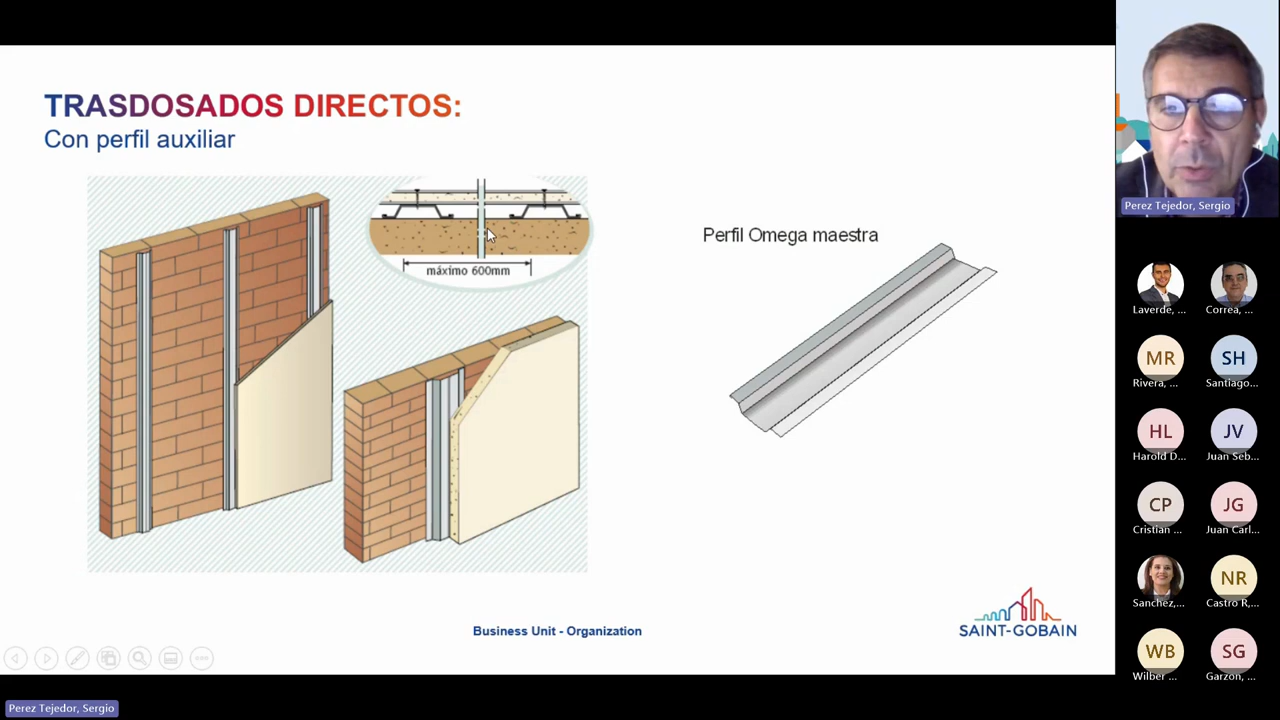 TRASDOSADOS DIRECTOS:
Con perfil auxiliar
máximo 600mm
Perfil Omega maestra
Business Unit - Organization
SAINT-GOBAIN
Perez Tejedor, Sergio
Laverde, ...
Correa, ...
MR
SH
Rivera, ...
Santiago...
HL
JV
Harold D...
Juan Seb...
CP
JG
Cristian ...
Juan Carl...
NR
Sanchez,...
Castro R,...
WB
SG
Wilber ...
Garzon, ...
Perez Tejedor, Sergio